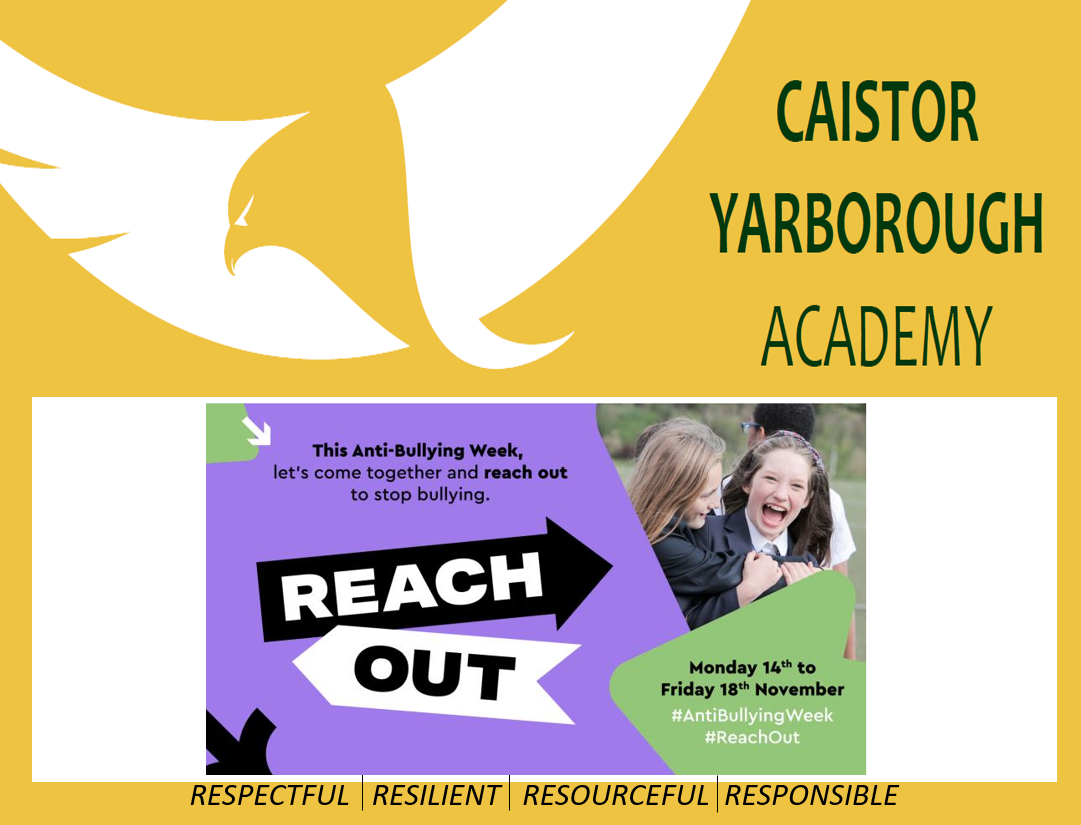 CAISTOR
YARBOROUGH
ACADEMY
This Anti-Bullying Week,
let's come together and reach out
to stop bullying.
REACH
OUT
Monday 14th to
Friday 18th November
#AntiBullyingWeek
#ReachOut
RESPECTFUL RESILIENT RESOURCEFUL RESPONSIBLE